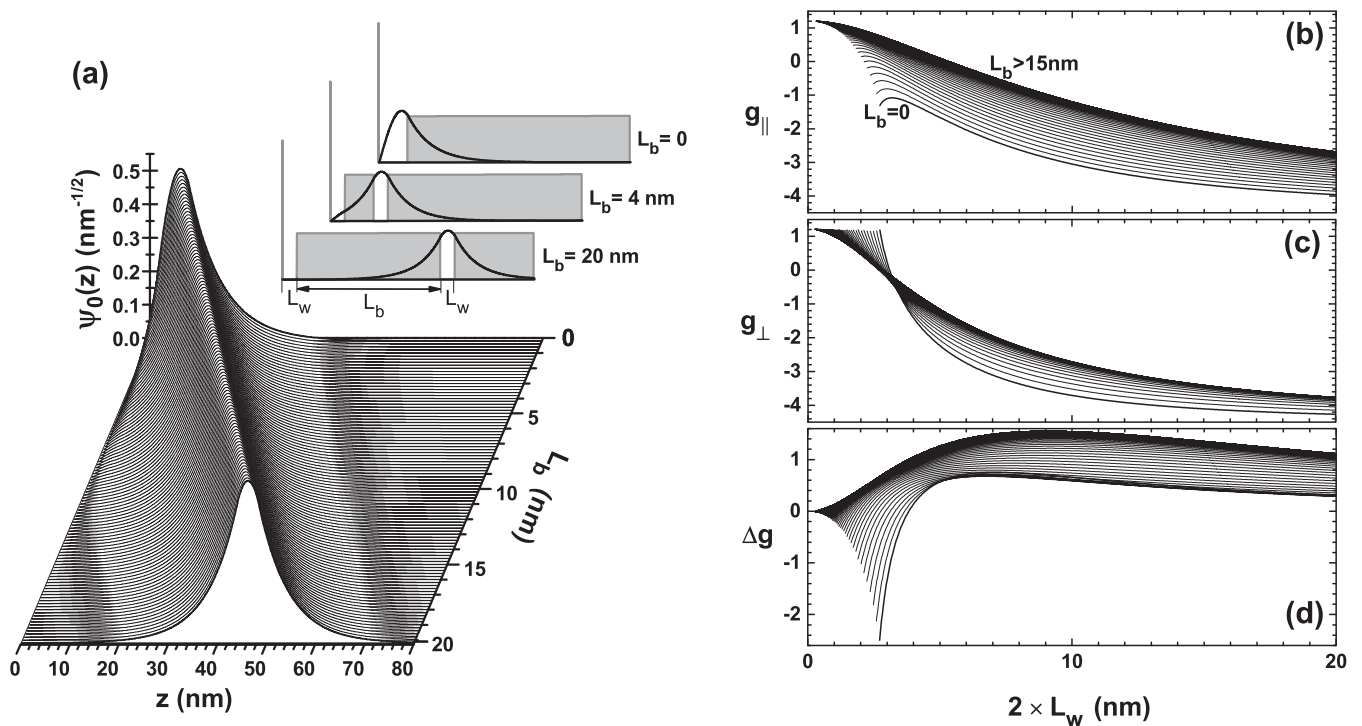 (a)
L_b= 0
L_b= 4 nm
L_b= 20 nm
L_w L_b L_w
ψ_0(z) (nm^-1/2)
0.5
0.4
0.3
0.2
0.1
0.0
0
5
10
15
20
L_b (nm)
0 10 20 30 40 50 60 70 80
z (nm)
(b)
L_b>15nm
L_b=0
g_∥
1
0
-1
-2
-3
-4
(c)
g_⊥
1
0
-1
-2
-3
-4
(d)
Δg
1
0
-1
-2
0 10 20
2 × L_w (nm)